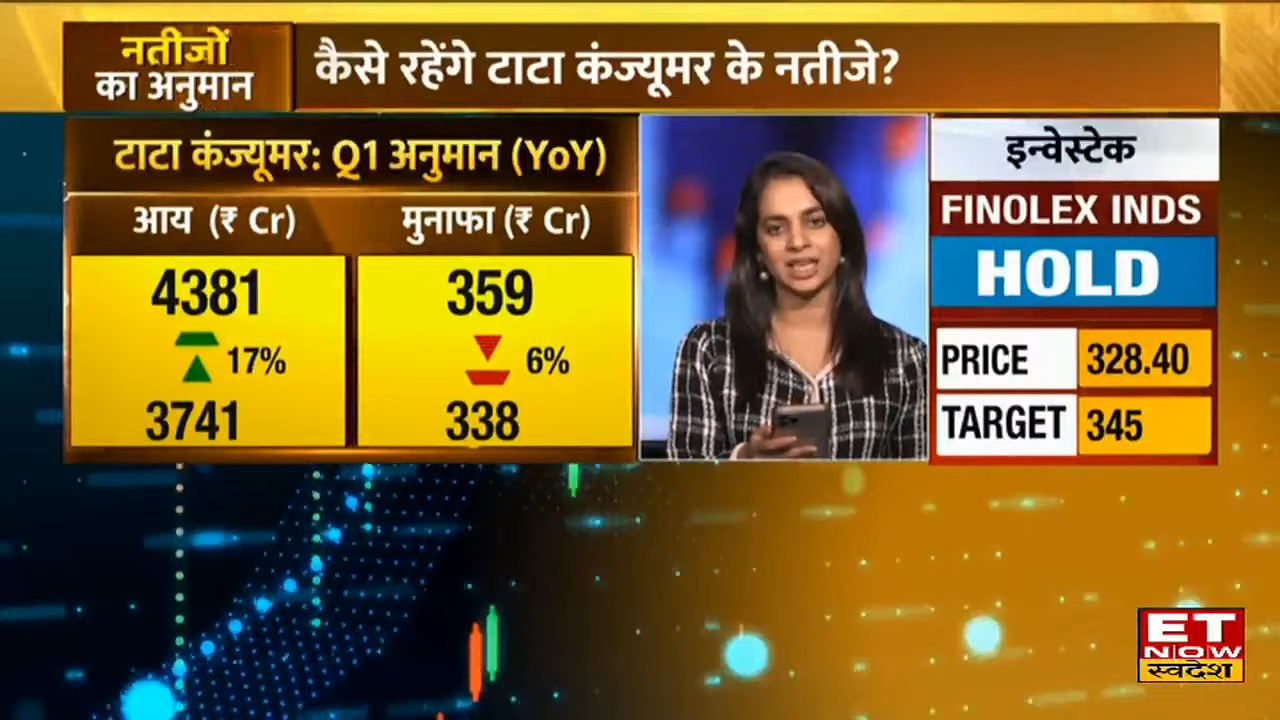 नतीजों
का अनुमान
कैसे रहेंगे टाटा कंज्यूमर के नतीजे?
टाटा कंज्यूमर: Q1 अनुमान (YoY)
आय (₹ Cr)
मुनाफा (₹ Cr)
4381
359
17%
6%
3741
338
इन्वेस्टेक
FINOLEX INDS
HOLD
PRICE 328.40
TARGET 345
ET
NOW
स्वदेश